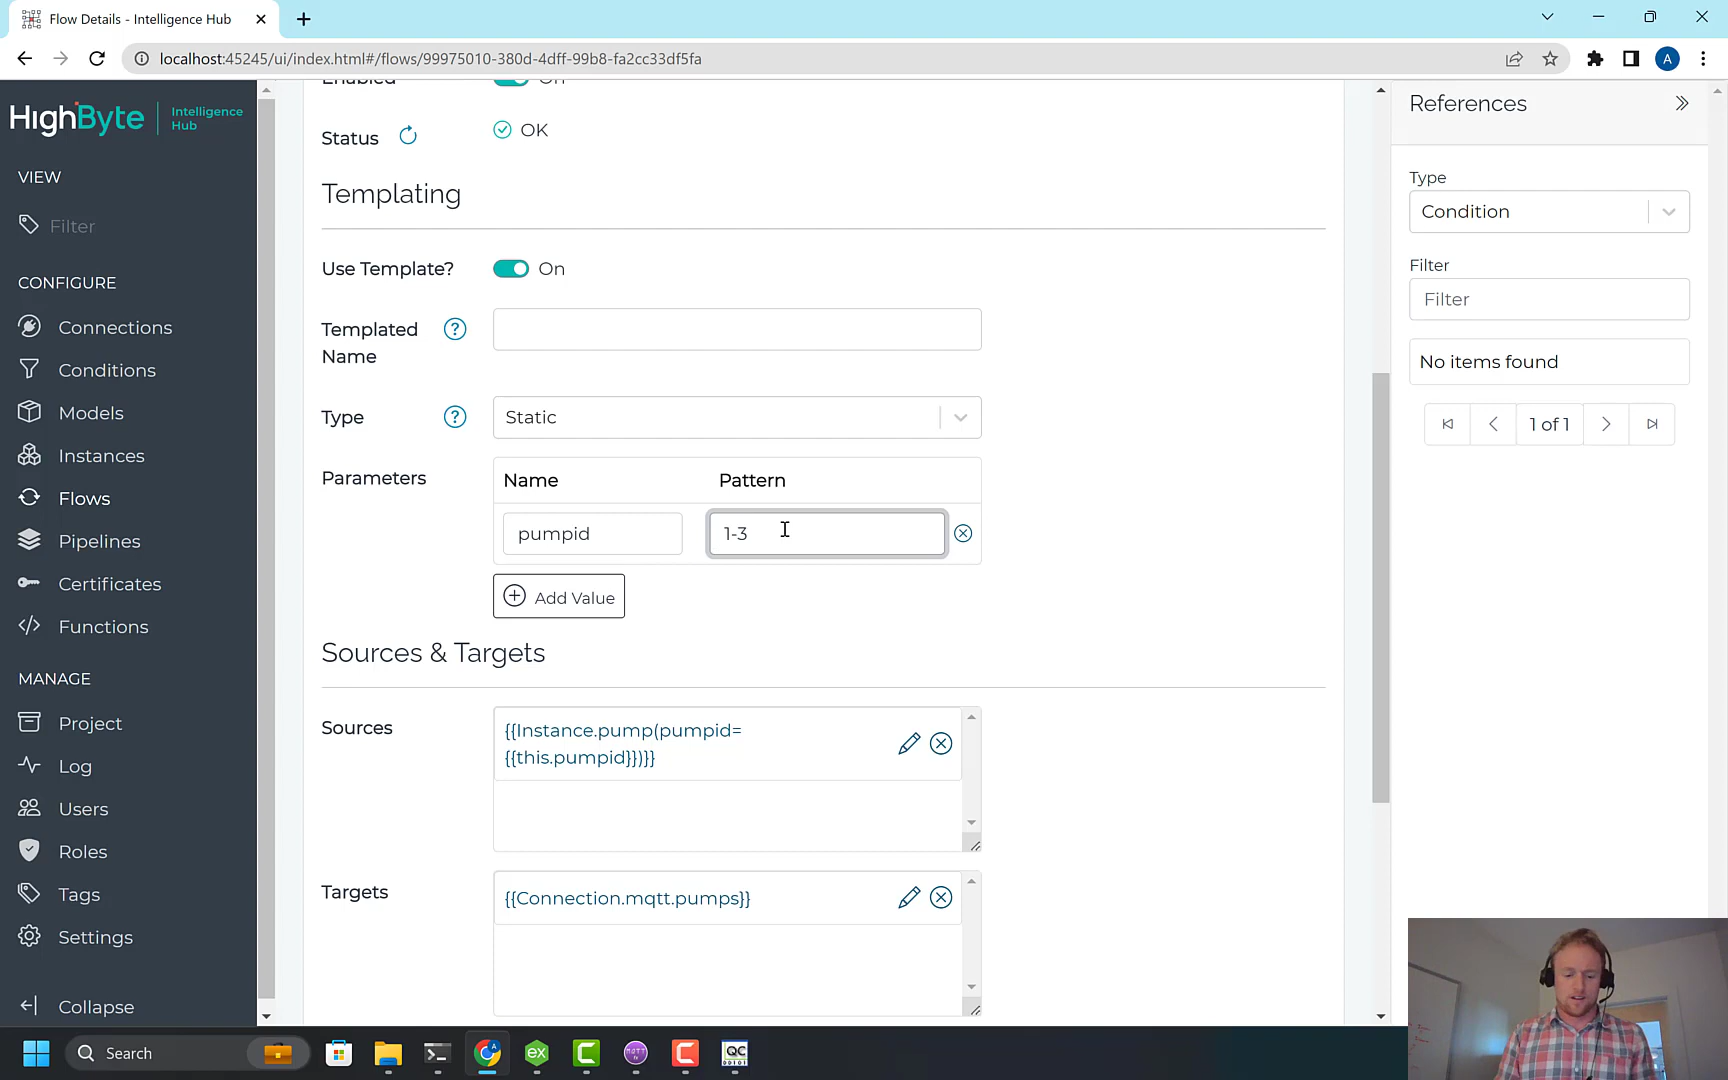 Flow Details - Intelligence Hub
localhost:45245/ui/index.html#/flows/99975010-380d-4dff-99b8-fa2cc33df5fa
A
HighByte
Intelligence
Hub
VIEW
Filter
CONFIGURE
Connections
Conditions
Models
Instances
Flows
Pipelines
Certificates
Functions
MANAGE
Project
Log
Users
Roles
Tags
Settings
Collapse
Enabled
On
Status
OK
Templating
Use Template?
On
Templated
Name
Type
Static
Parameters
Name
Pattern
pumpid
1-3
Add Value
Sources & Targets
Sources
{{Instance.pump(pumpid=
{{this.pumpid}})}}
Targets
{{Connection.mqtt.pumps}}
References
Type
Condition
Filter
Filter
No items found
1 of 1
Search
A
ex
C
C
QC